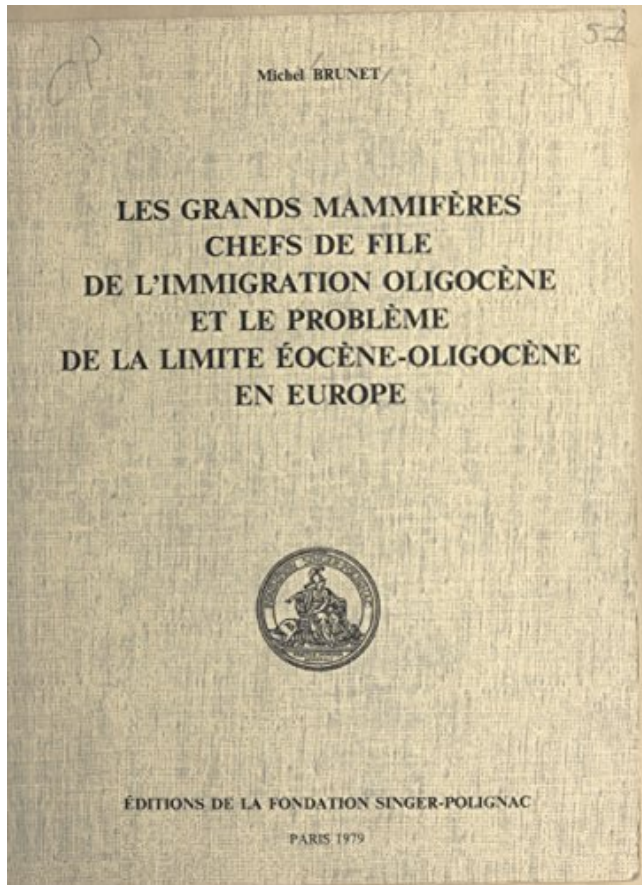 Michel BRUNET
LES GRANDS MAMMIFÈRES
CHEFS DE FILE
DE L'IMMIGRATION OLIGOCÈNE
ET LE PROBLÈME
DE LA LIMITE ÉOCÈNE-OLIGOCÈNE
EN EUROPE
ÉDITIONS DE LA FONDATION SINGER-POLIGNAC
PARIS 1979